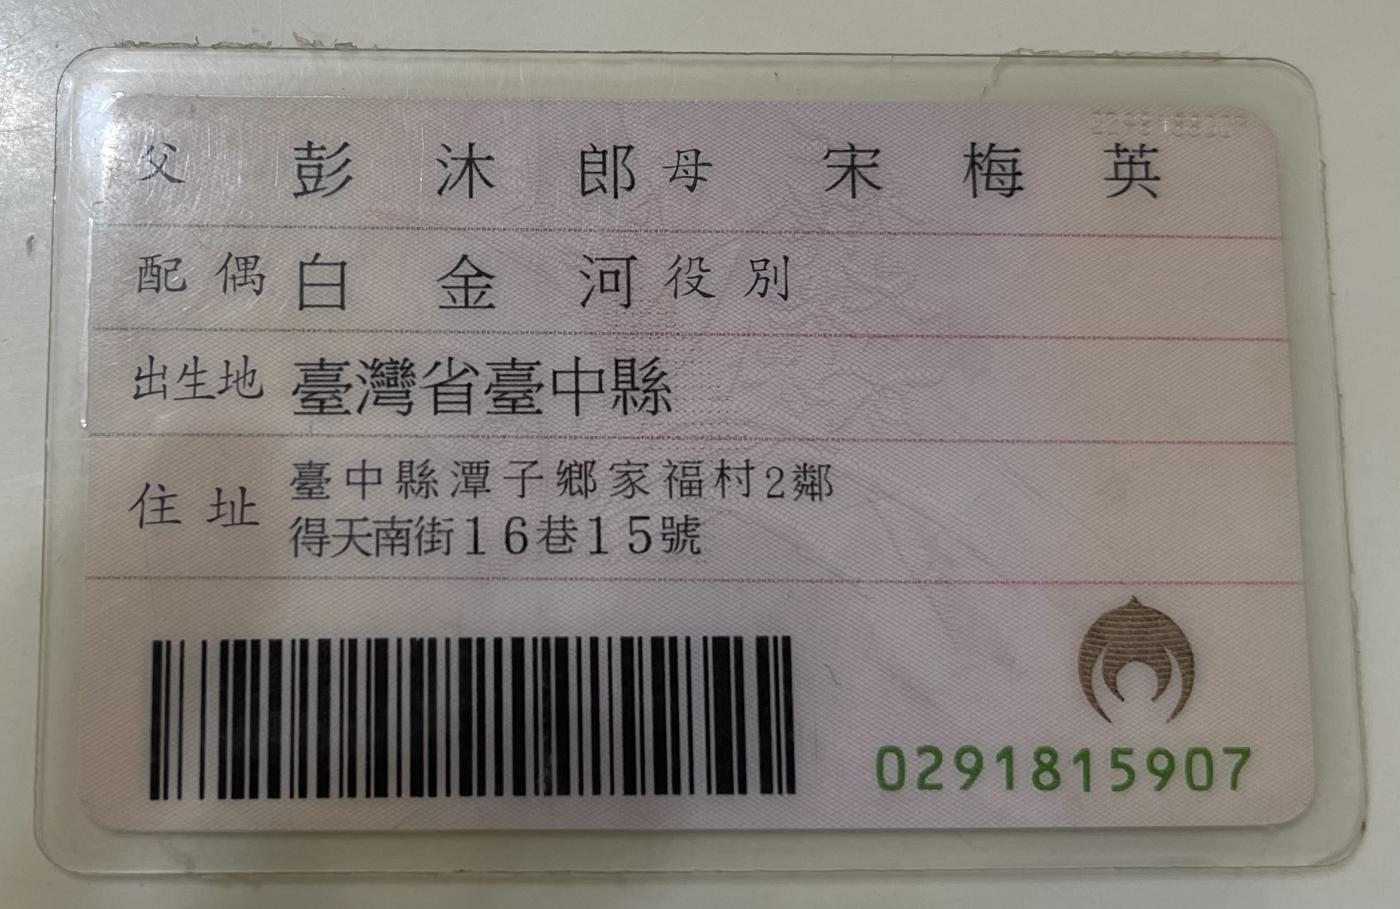 父 彭沐郎 母 宋梅英
配偶 白金河 役別
出生地 臺灣省臺中縣
住址 臺中縣潭子鄉家福村2鄰
得天南街16巷15號
0291815907